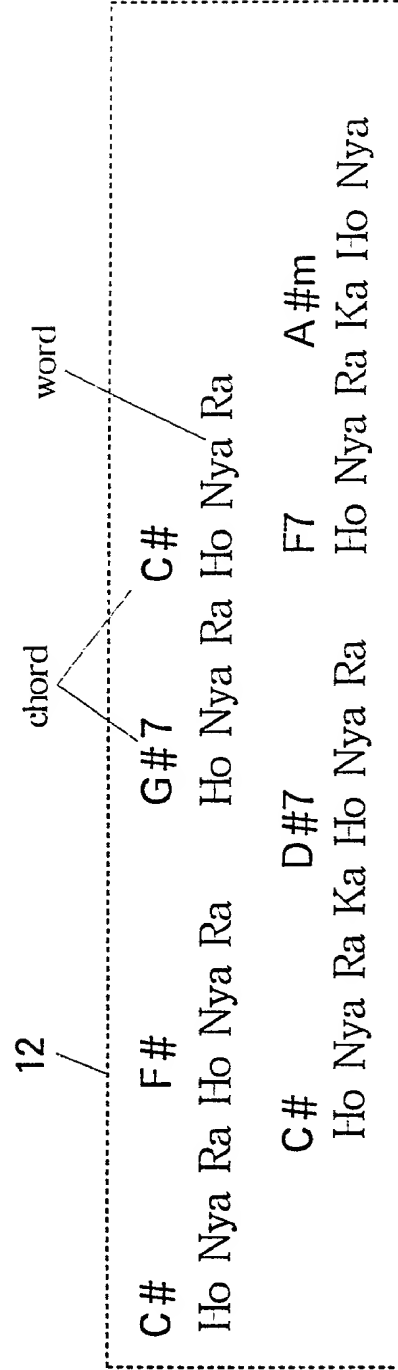 12 chord word
C# F# G#7 C#
Ho Nya Ra Ho Nya Ra Ho Nya Ra Ho Nya Ra
C# D#7 F7 A#m
Ho Nya Ra Ka Ho Nya Ra Ho Nya Ra Ka Ho Nya